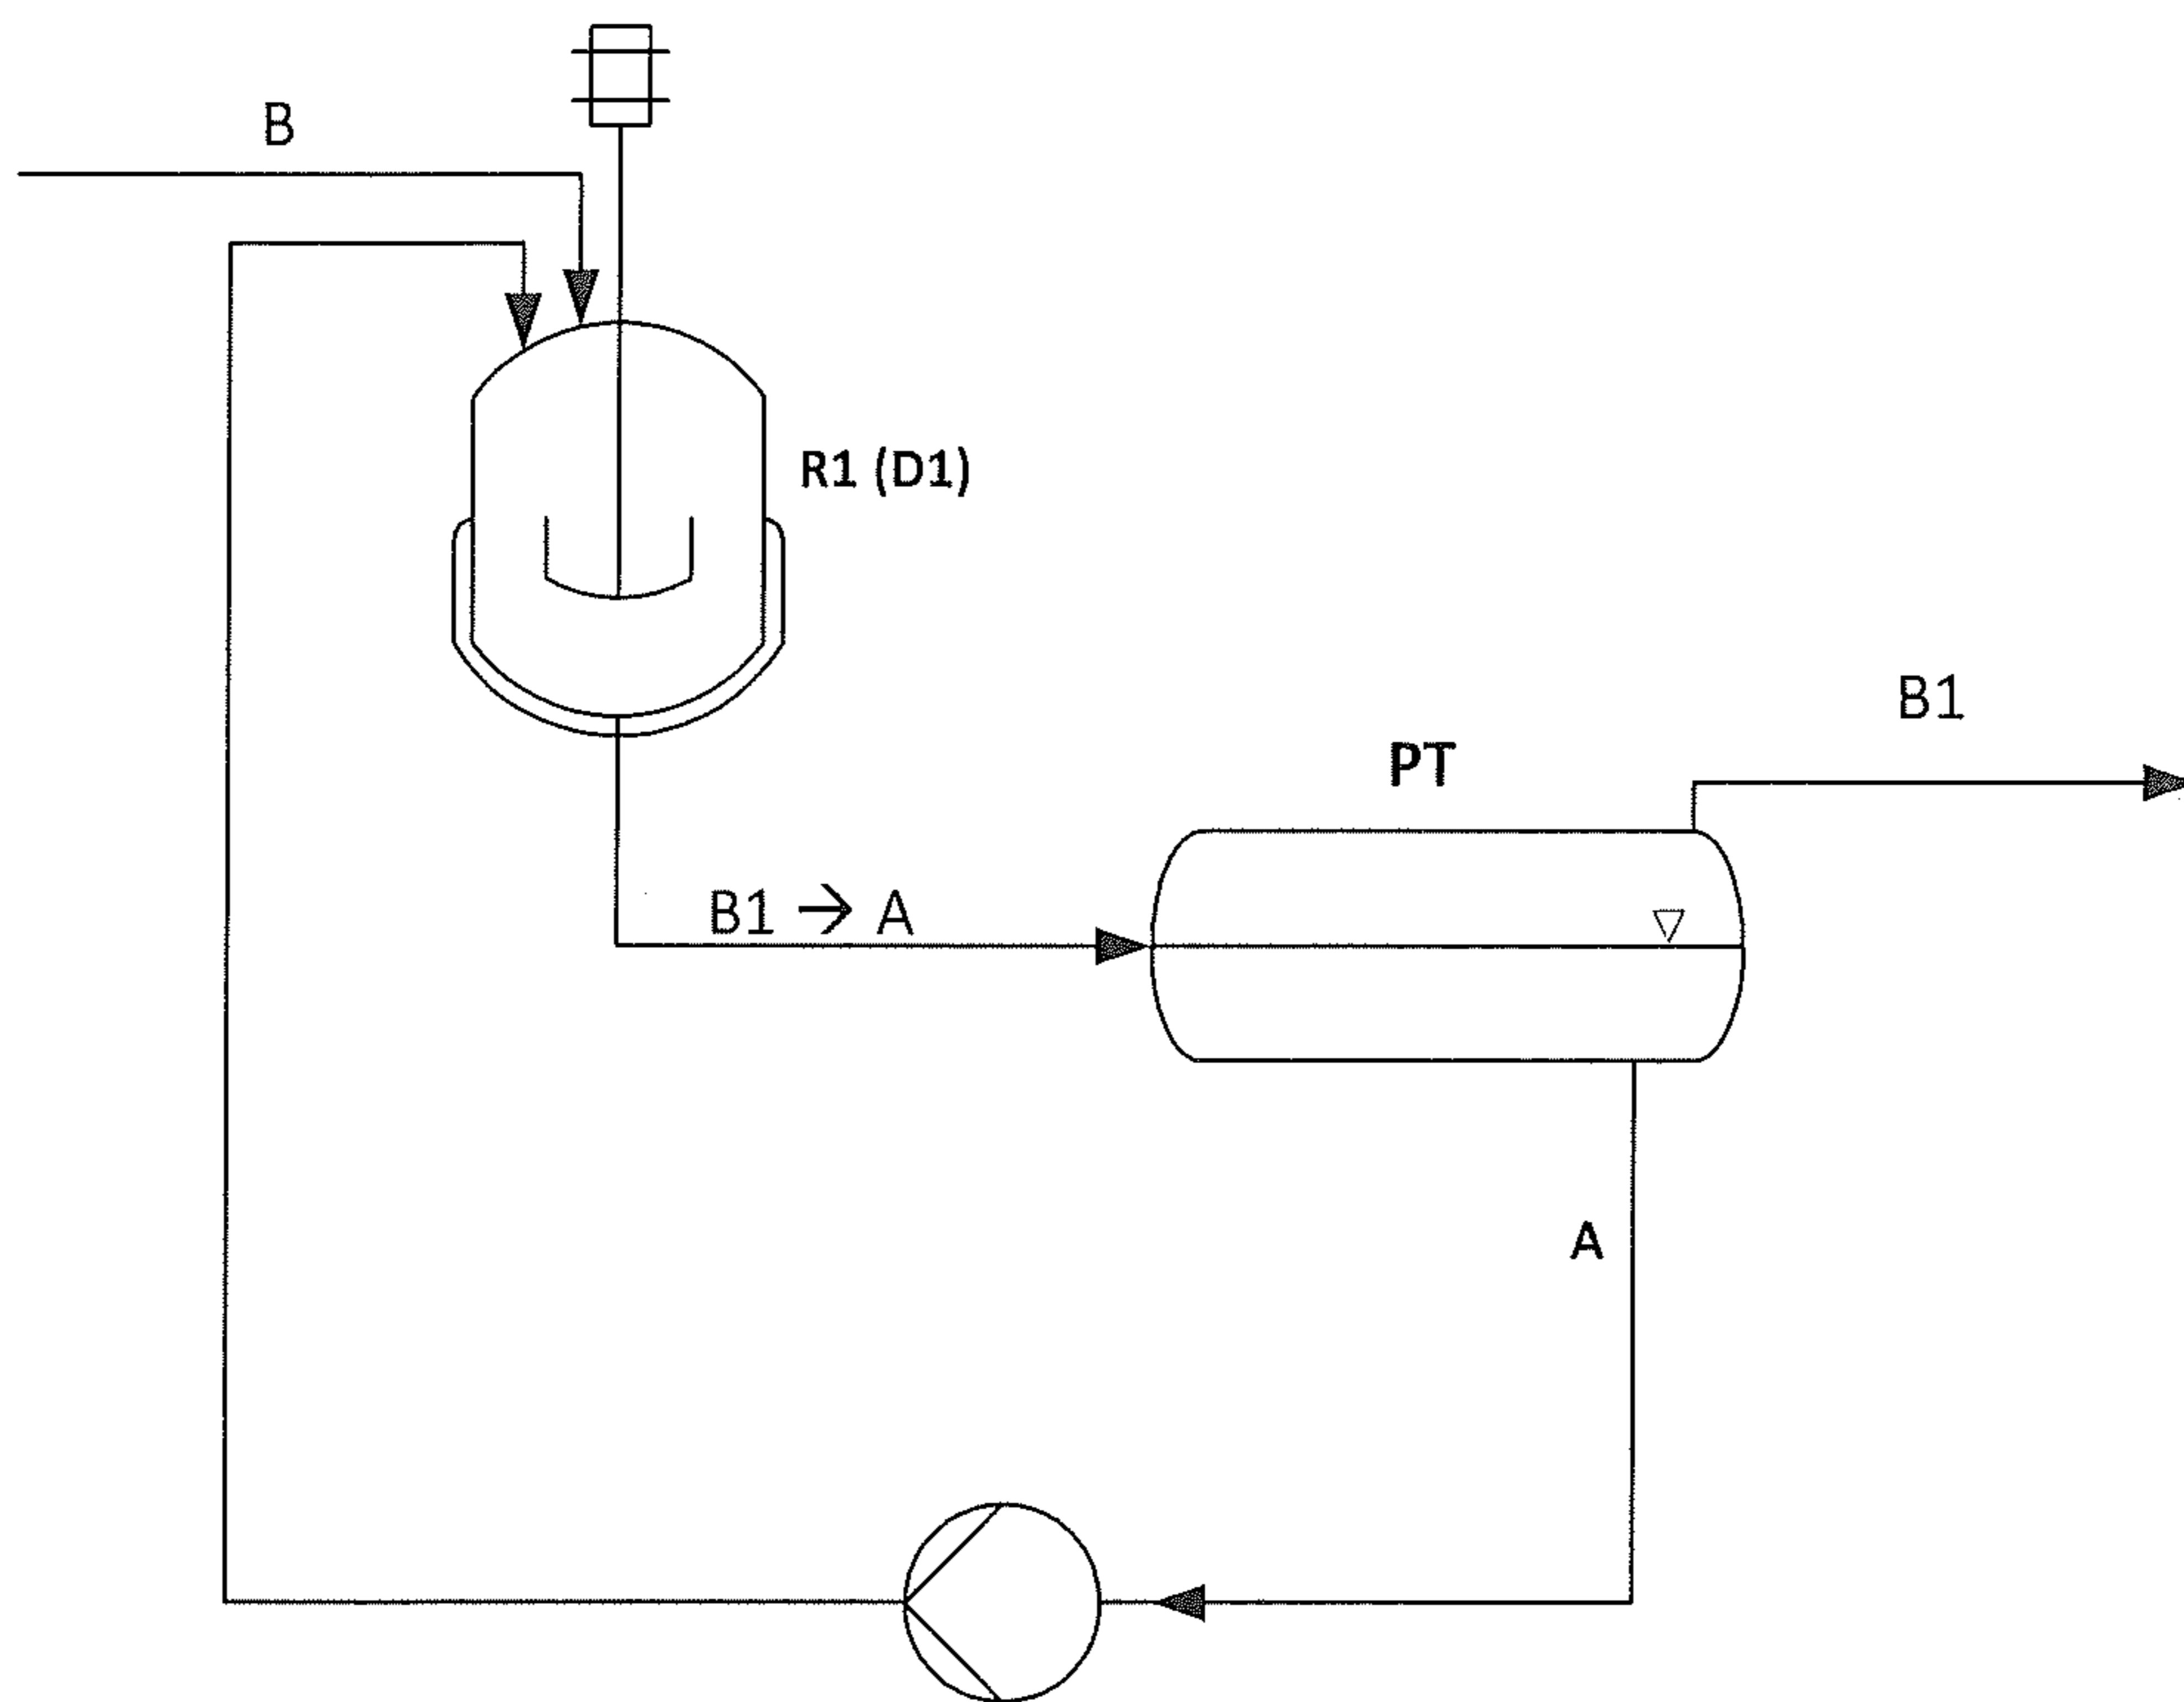 B
R1 (D1)
B1
PT
B1 → A
A